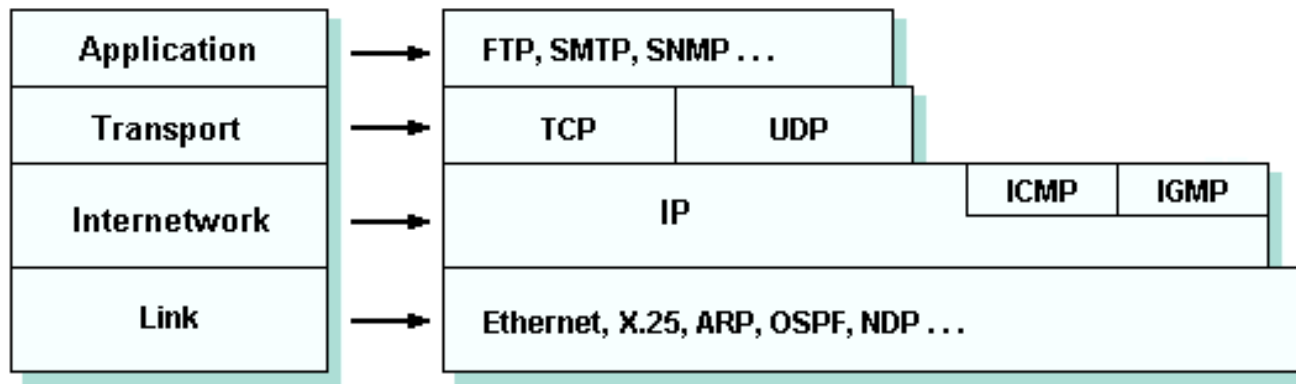 Application
FTP, SMTP, SNMP . . .
Transport
TCP
UDP
Internetwork
IP
ICMP
IGMP
Link
Ethernet, X.25, ARP, OSPF, NDP . . .